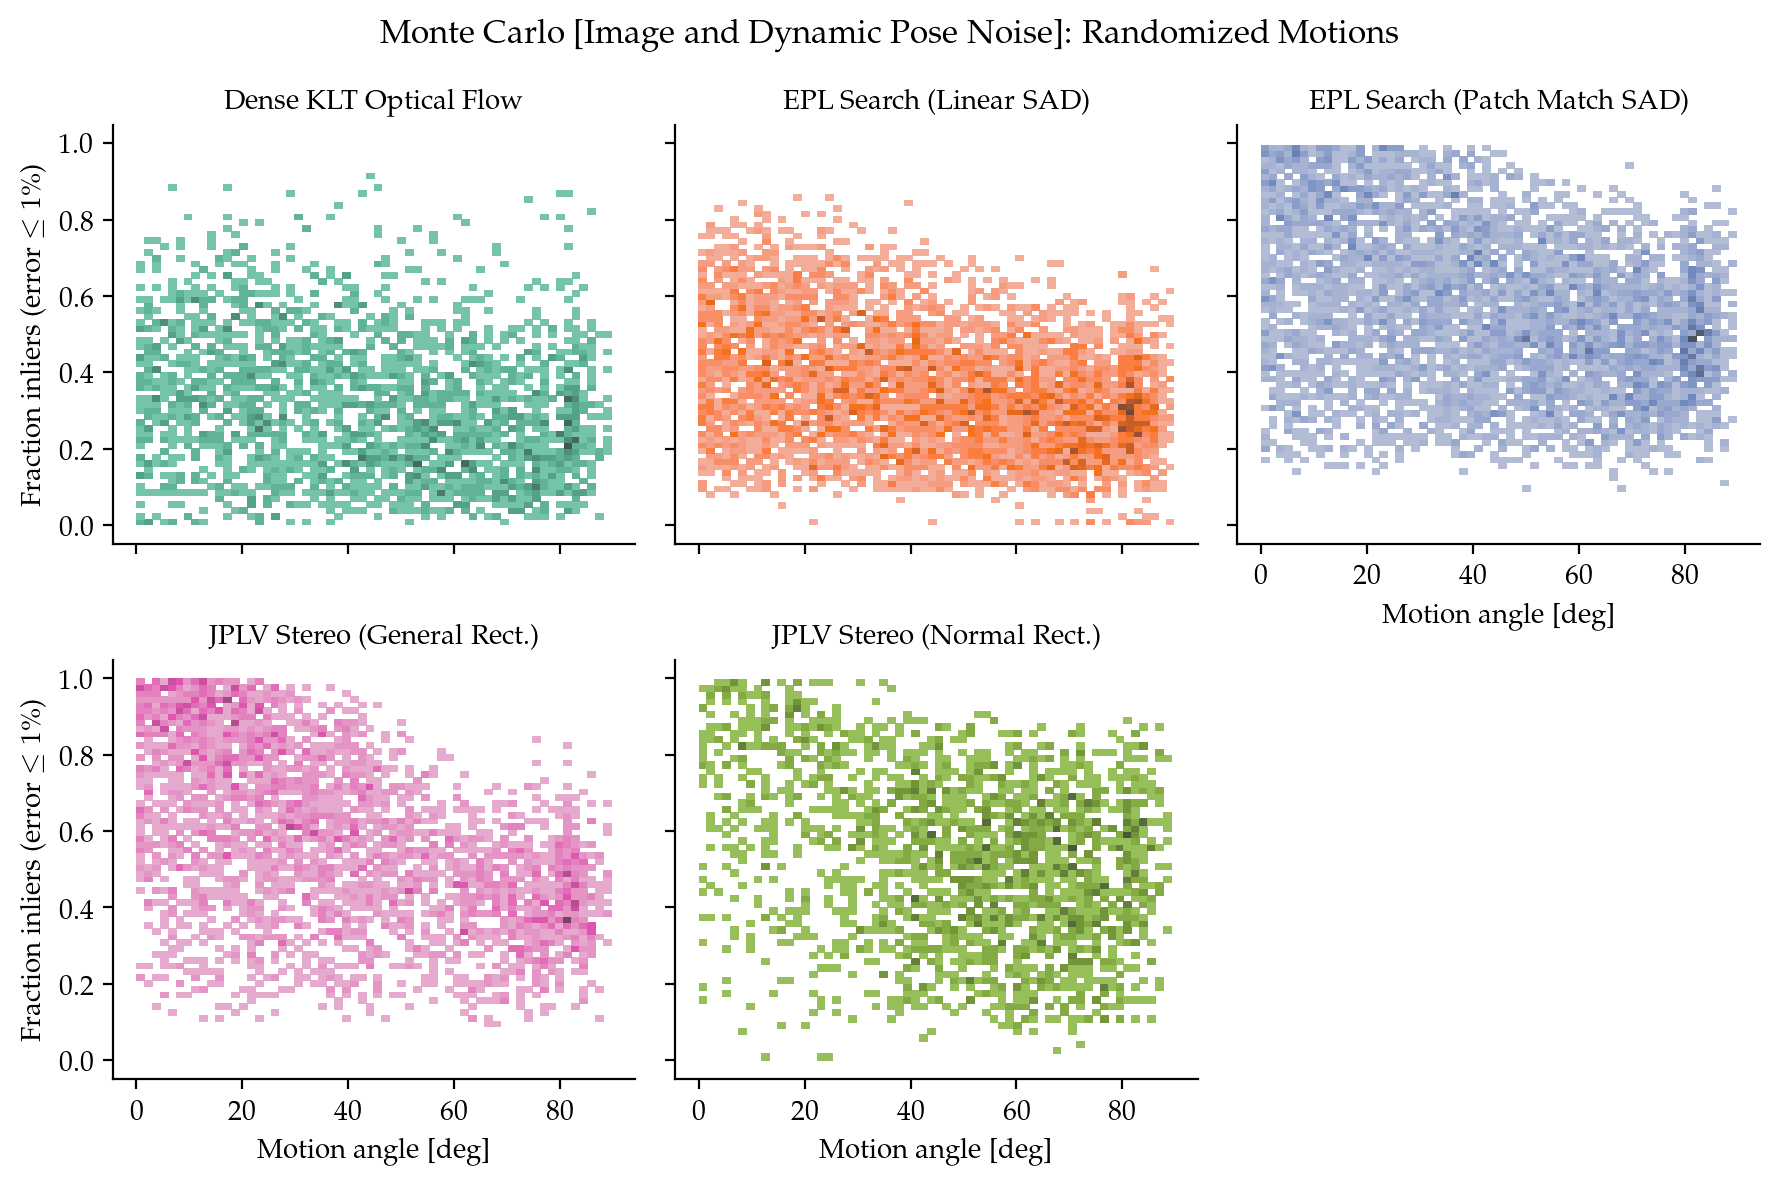 Monte Carlo [Image and Dynamic Pose Noise]: Randomized Motions
Dense KLT Optical Flow
EPL Search (Linear SAD)
EPL Search (Patch Match SAD)
Fraction inliers (error ≤ 1%)
1.0
0.8
0.6
0.4
0.2
0.0
0 20 40 60 80
Motion angle [deg]
JPLV Stereo (General Rect.)
JPLV Stereo (Normal Rect.)
Fraction inliers (error ≤ 1%)
1.0
0.8
0.6
0.4
0.2
0.0
0 20 40 60 80
0 20 40 60 80
Motion angle [deg]
Motion angle [deg]